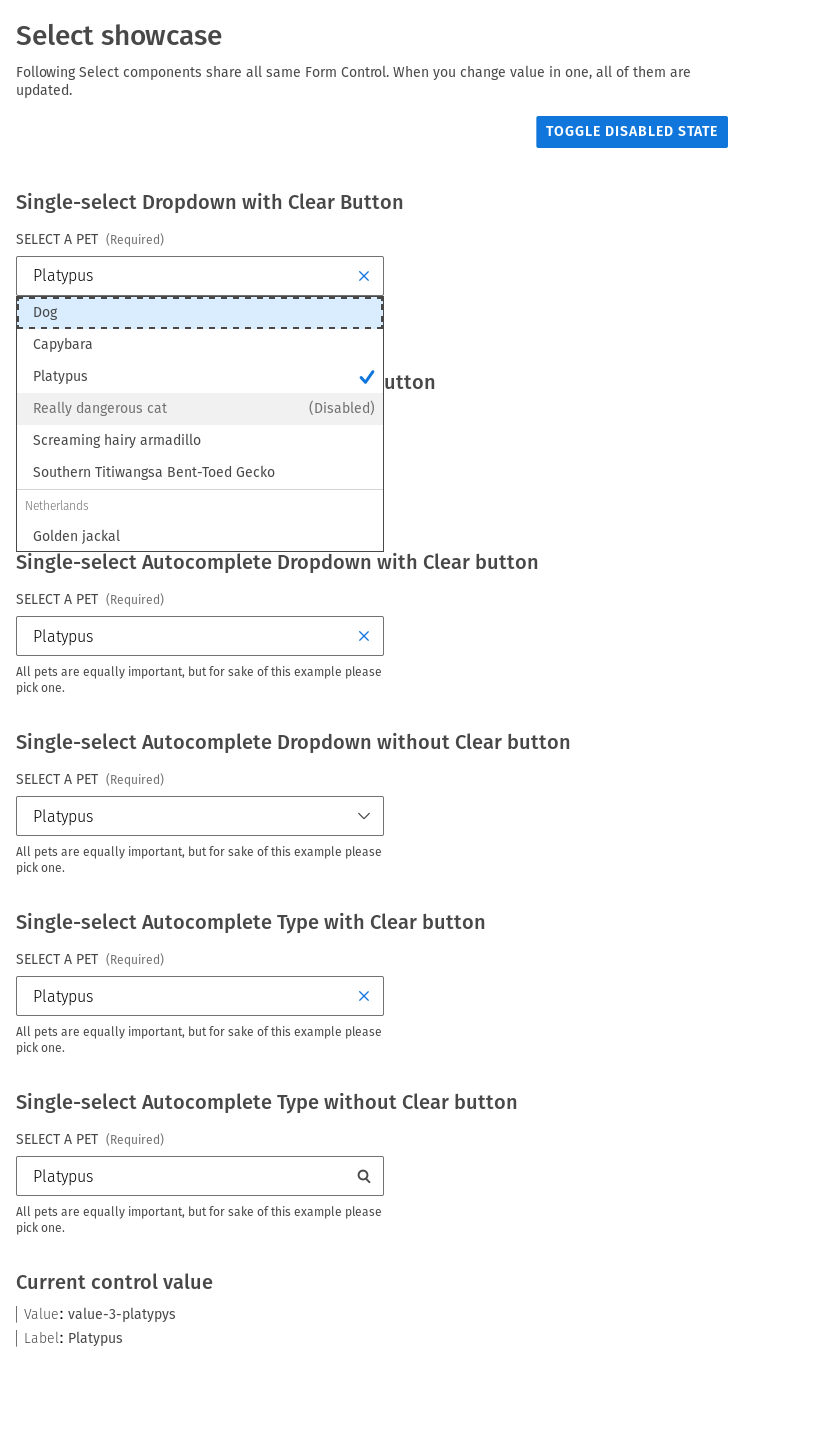 Select showcase
Following Select components share all same Form Control. When you change value in one, all of them are
updated.
TOGGLE DISABLED STATE
Single-select Dropdown with Clear Button
SELECT A PET (Required)
Platypus
Dog
Capybara
Platypus
utton
Really dangerous cat (Disabled)
Screaming hairy armadillo
Southern Titiwangsa Bent-Toed Gecko
Netherlands
Golden jackal
Single-select Autocomplete Dropdown with Clear button
SELECT A PET (Required)
Platypus
All pets are equally important, but for sake of this example please
pick one.
Single-select Autocomplete Dropdown without Clear button
SELECT A PET (Required)
Platypus
All pets are equally important, but for sake of this example please
pick one.
Single-select Autocomplete Type with Clear button
SELECT A PET (Required)
Platypus
All pets are equally important, but for sake of this example please
pick one.
Single-select Autocomplete Type without Clear button
SELECT A PET (Required)
Platypus
All pets are equally important, but for sake of this example please
pick one.
Current control value
Value: value-3-platypys
Label: Platypus